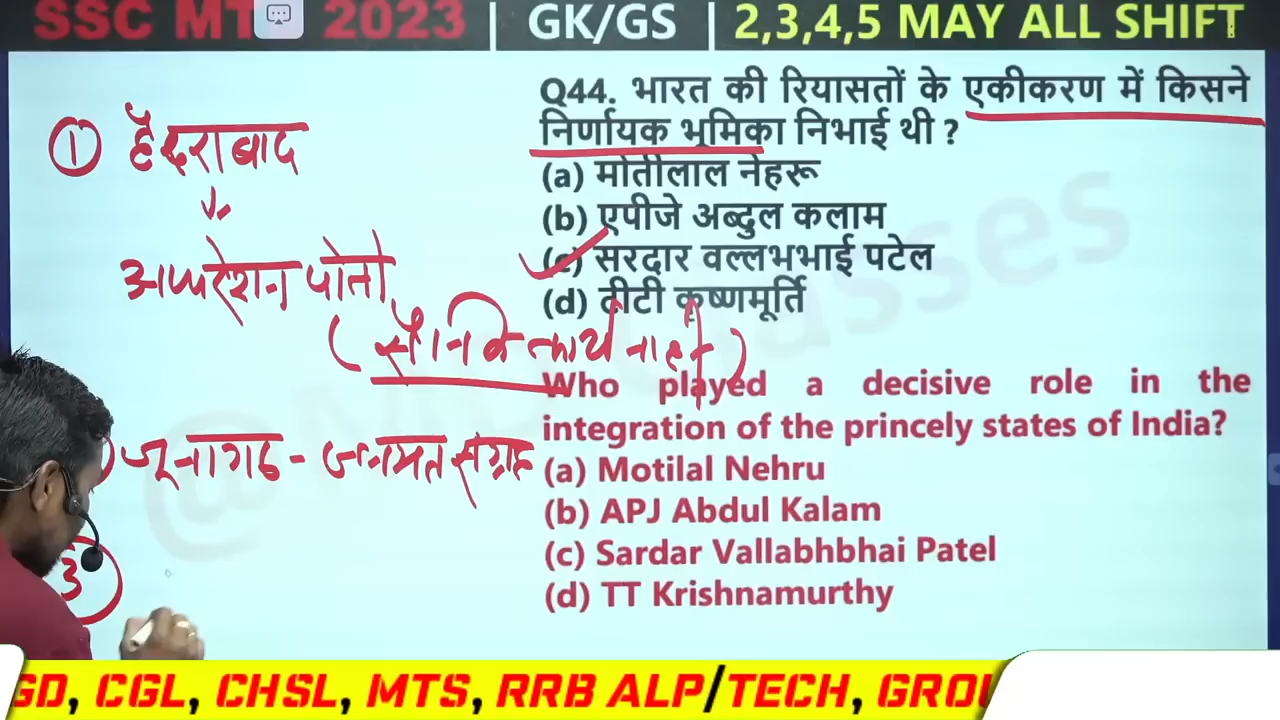 SSC MT 2023 | GK/GS | 2,3,4,5 MAY ALL SHIFT
Q44. भारत की रियासतों के एकीकरण में किसने
निर्णायक भूमिका निभाई थी ?
(a) मोतीलाल नेहरू
(b) एपीजे अब्दुल कलाम
(c) सरदार वल्लभभाई पटेल
(d) टीटी कृष्णमूर्ति
Who played a decisive role in the
integration of the princely states of India?
(a) Motilal Nehru
(b) APJ Abdul Kalam
(c) Sardar Vallabhbhai Patel
(d) TT Krishnamurthy
1 हैदराबाद
आपरेशन पोलो
(सैनिक कार्यवाही)
जूनागढ - जनमत संग्रह
3
GD, CGL, CHSL, MTS, RRB ALP/TECH,